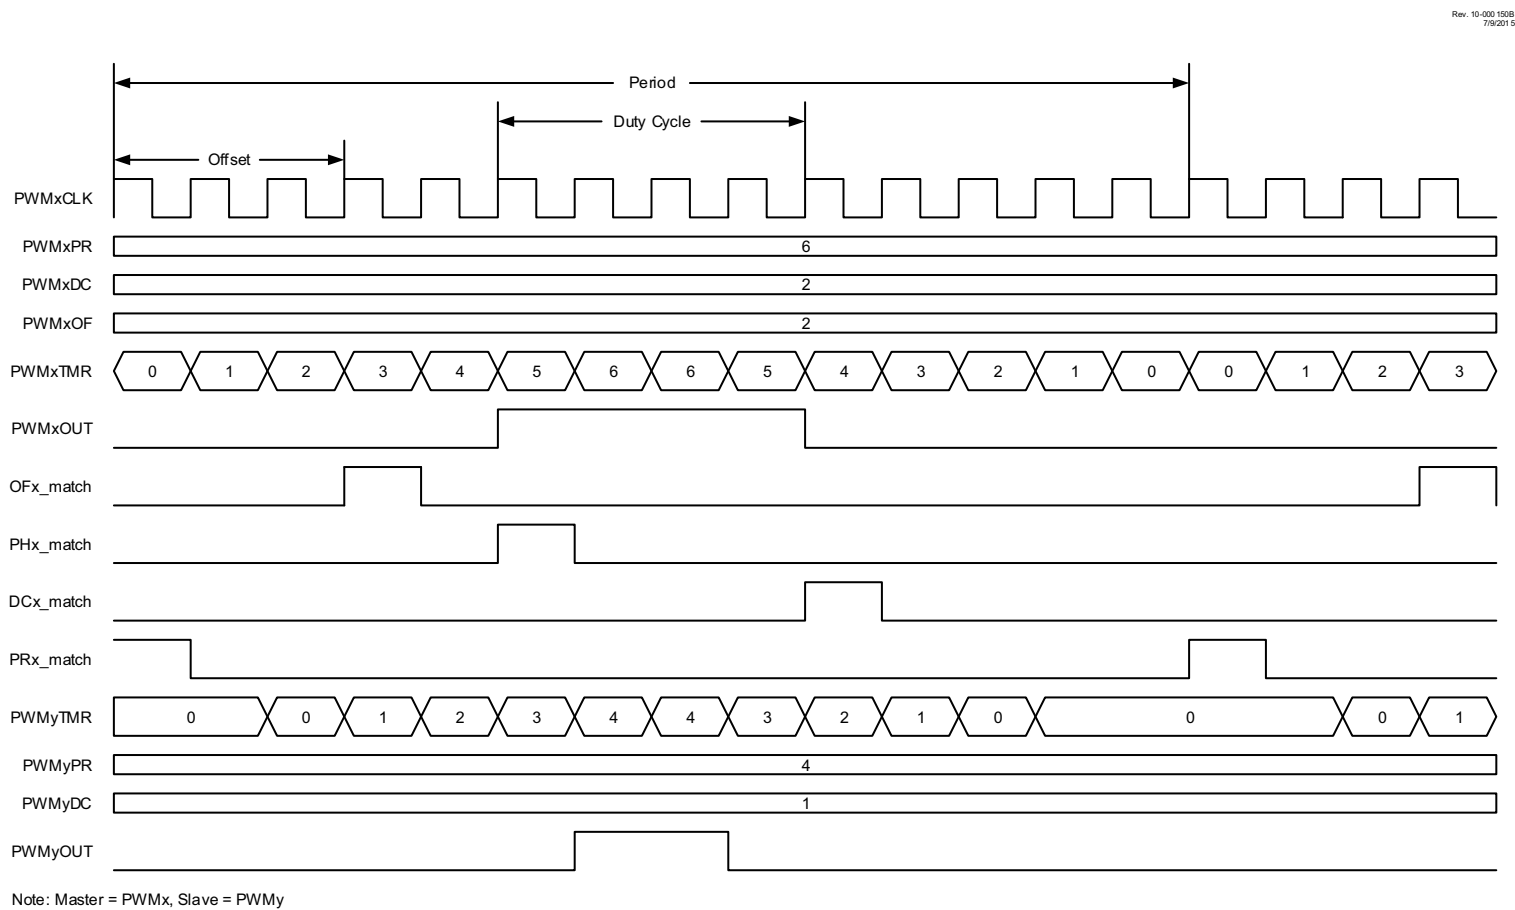 Rev. 10-000 150B
7/9/2015
Period
Duty Cycle
Offset
PWMxCLK
PWMxPR 6
PWMxDC 2
PWMxOF 2
PWMxTMR 0 1 2 3 4 5 6 6 5 4 3 2 1 0 0 1 2 3
PWMxOUT
OFx_match
PHx_match
DCx_match
PRx_match
PWMyTMR 0 0 1 2 3 4 4 3 2 1 0 0 0 1
PWMyPR 4
PWMyDC 1
PWMyOUT
Note: Master = PWMx, Slave = PWMy